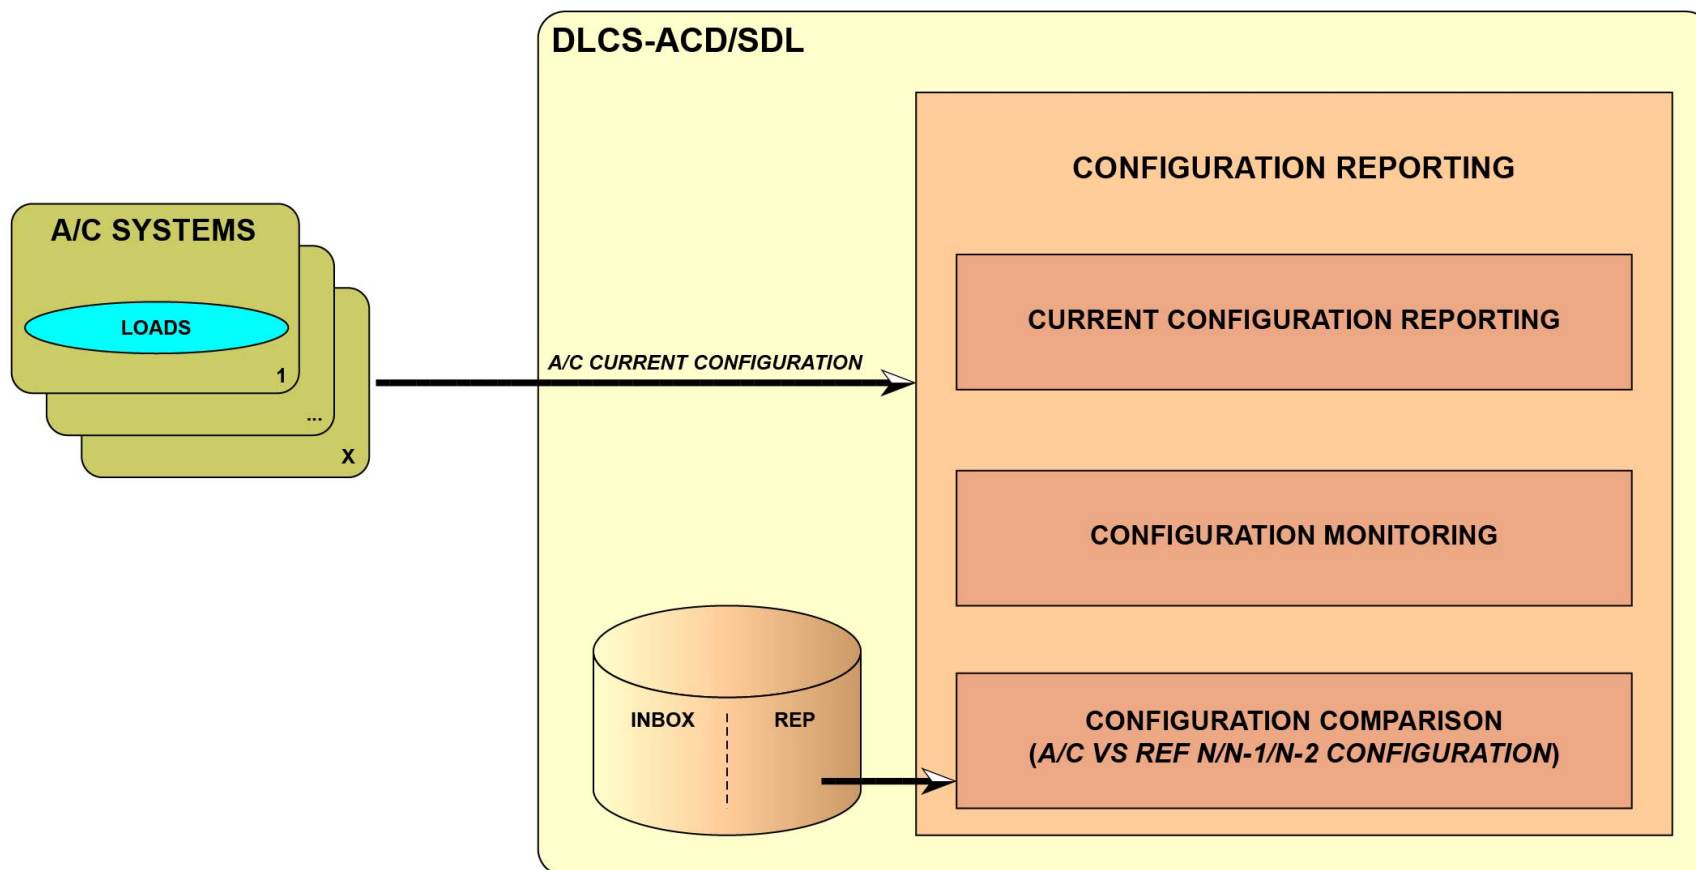 DLCS-ACD/SDL
CONFIGURATION REPORTING
A/C SYSTEMS
LOADS
1
...
X
A/C CURRENT CONFIGURATION
CURRENT CONFIGURATION REPORTING
CONFIGURATION MONITORING
INBOX
REP
CONFIGURATION COMPARISON
(A/C VS REF N/N-1/N-2 CONFIGURATION)